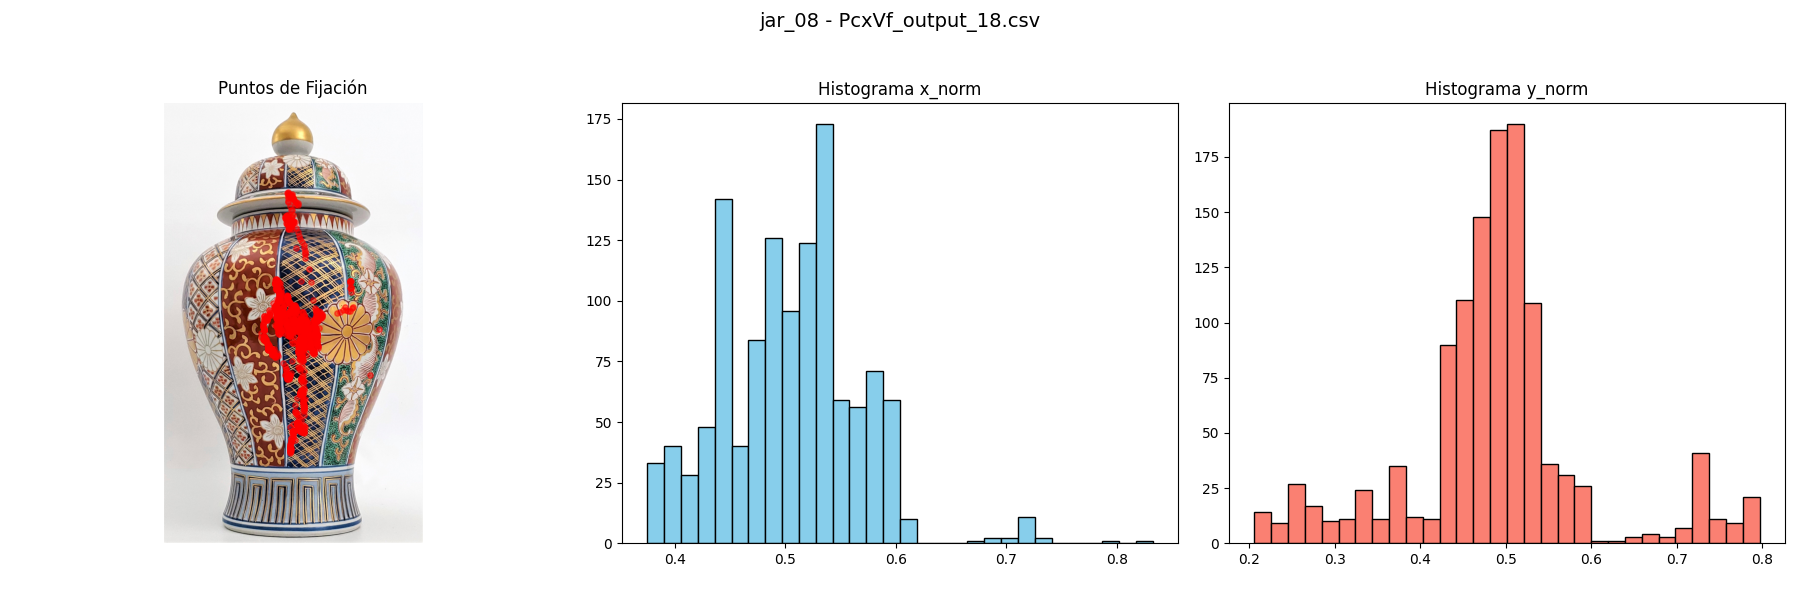 jar_08 - PcxVf_output_18.csv
Puntos de Fijación
Histograma x_norm
175
150
125
100
75
50
25
0
0.4 0.5 0.6 0.7 0.8
Histograma y_norm
175
150
125
100
75
50
25
0
0.2 0.3 0.4 0.5 0.6 0.7 0.8